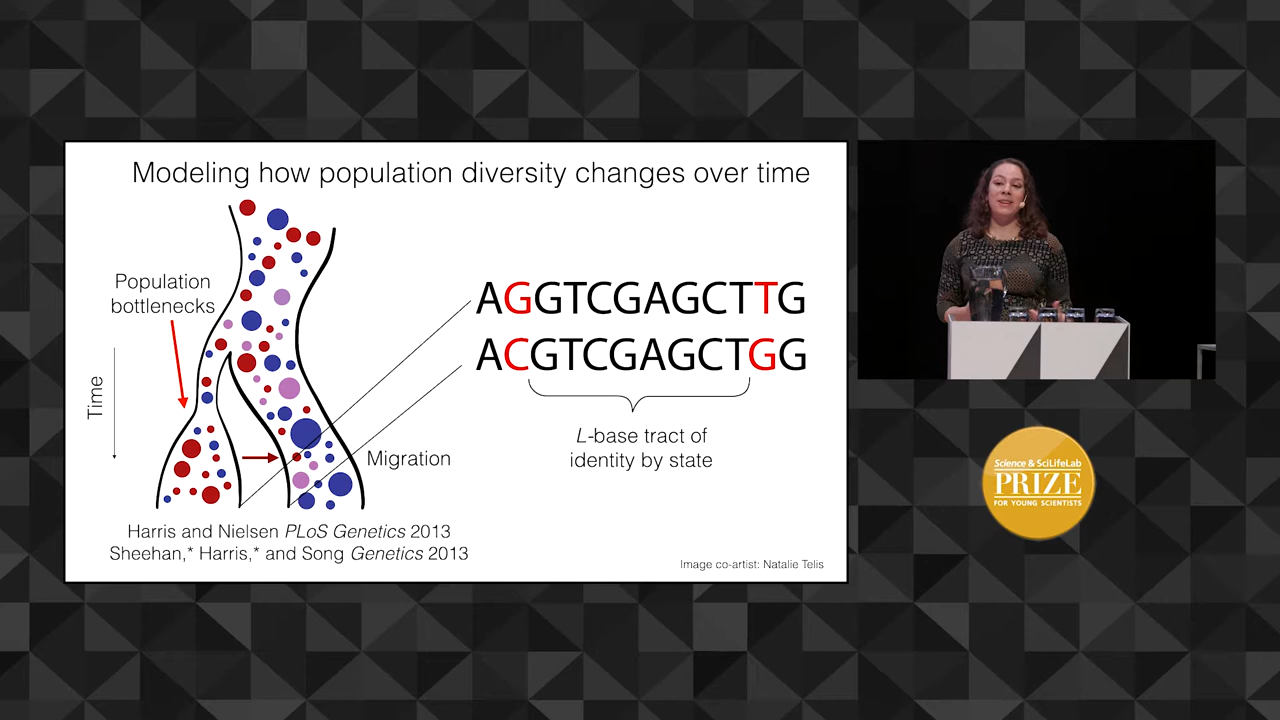 Modeling how population diversity changes over time
Population
bottlenecks
Time
AGGTCGAGCTTG
ACGTCGAGCTGG
L-base tract of
identity by state
Migration
Harris and Nielsen PLoS Genetics 2013
Sheehan,* Harris,* and Song Genetics 2013
Image co-artist: Natalie Telis
Science & SciLifeLab
PRIZE
FOR YOUNG SCIENTISTS